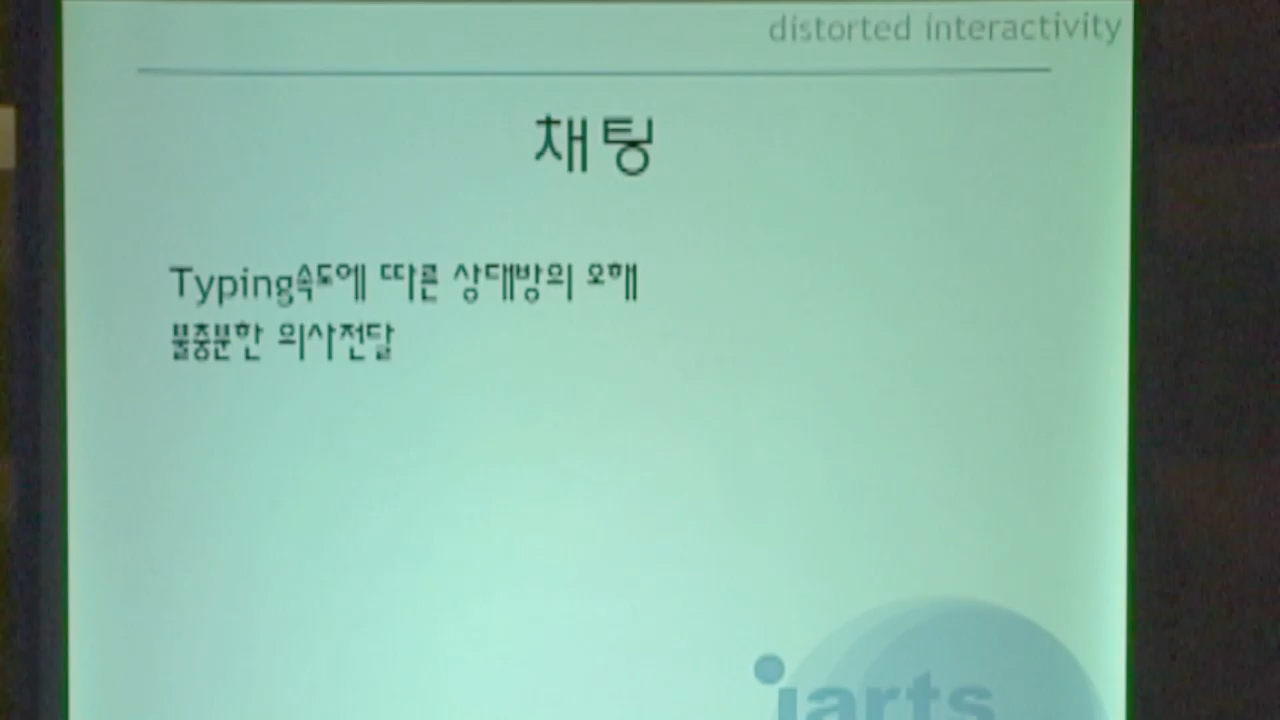 distorted interactivity
채팅
Typing속도에 따른 상대방의 오해
불충분한 의사전달
iarts